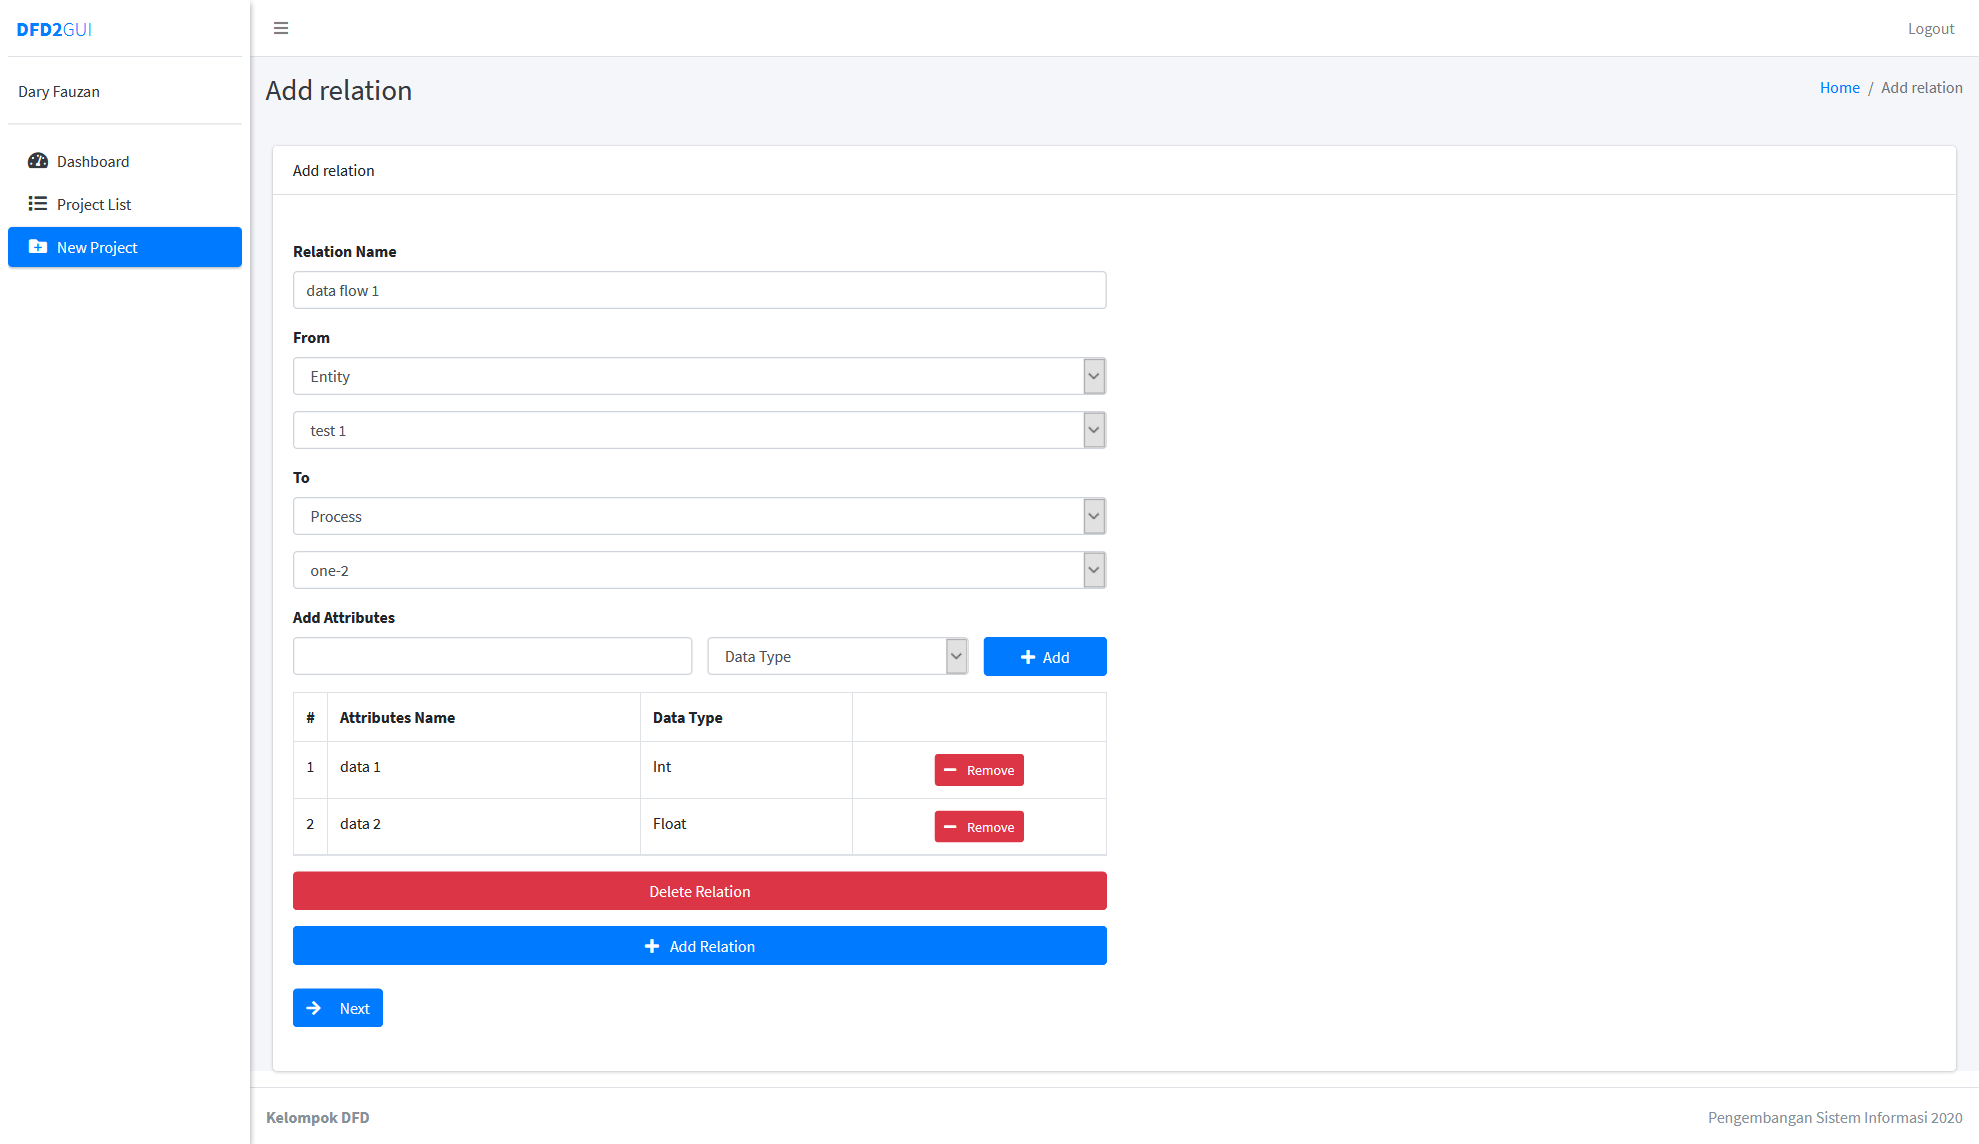 DFD2GUI
Logout
Dary Fauzan
Dashboard
Project List
New Project
Add relation
Home / Add relation
Add relation
Relation Name
data flow 1
From
Entity
test 1
To
Process
one-2
Add Attributes
Data Type
Add
# Attributes Name Data Type
1 data 1 Int Remove
2 data 2 Float Remove
Delete Relation
Add Relation
Next
Kelompok DFD
Pengembangan Sistem Informasi 2020